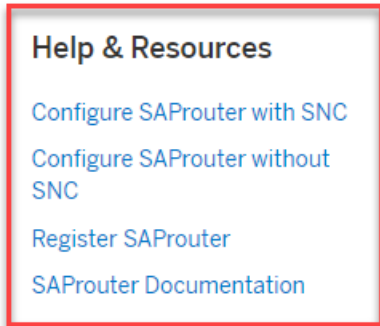 Help & Resources
Configure SAProuter with SNC
Configure SAProuter without
SNC
Register SAProuter
SAProuter Documentation